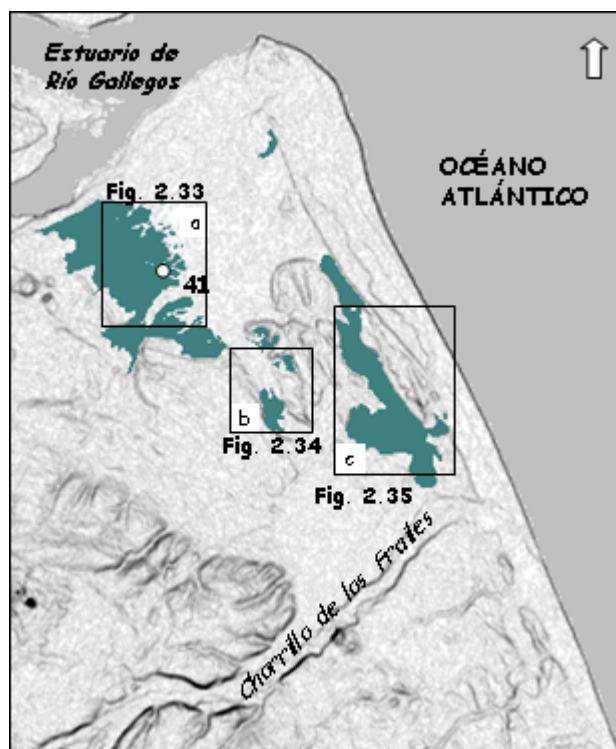 Estuario de
Río Gallegos
OCÉANO
ATLÁNTICO
Fig. 2.33
a
41
b
Fig. 2.34
c
Fig. 2.35
Chorrillo de los Frailes